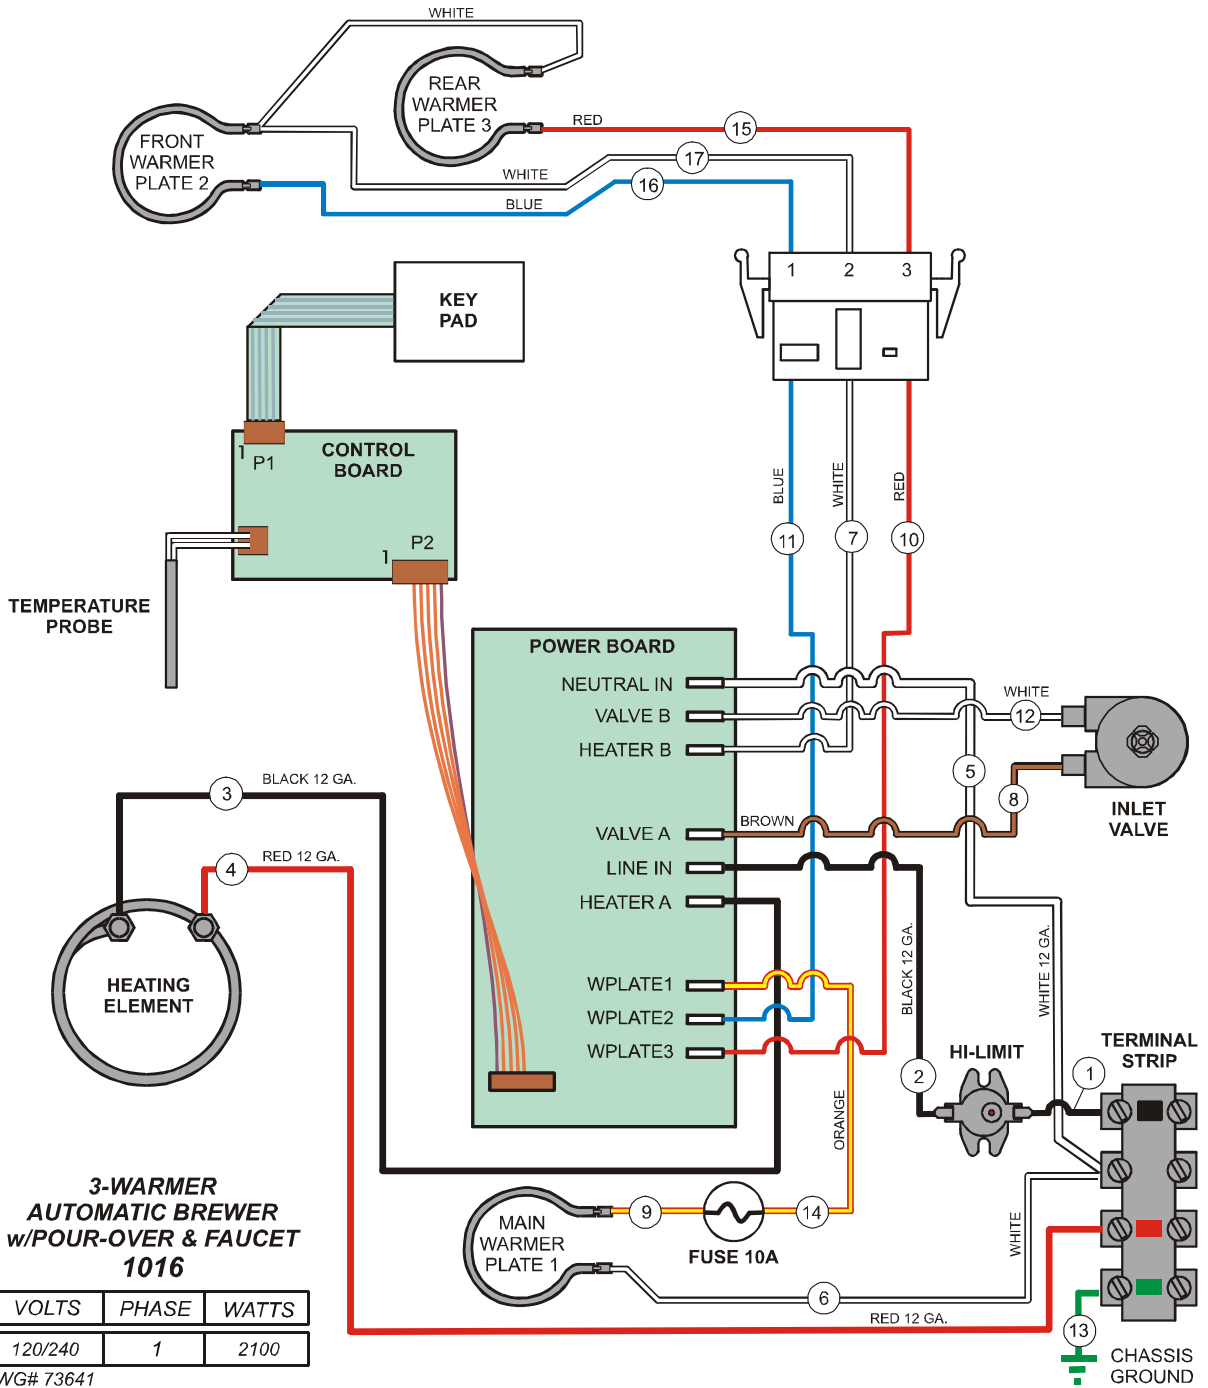 WHITE
REAR
WARMER
PLATE 3
RED
15
FRONT
WARMER
PLATE 2
WHITE
17
BLUE
16
1 2 3
KEY
PAD
CONTROL
BOARD
1
P1
P2
1
BLUE
WHITE
RED
11
7
10
TEMPERATURE
PROBE
POWER BOARD
NEUTRAL IN
VALVE B
HEATER B
WHITE
12
5
8
INLET
VALVE
BLACK 12 GA.
3
RED 12 GA.
4
BROWN
VALVE A
LINE IN
HEATER A
HEATING
ELEMENT
WPLATE1
WPLATE2
WPLATE3
BLACK 12 GA.
WHITE 12 GA.
2
HI-LIMIT
1
TERMINAL
STRIP
ORANGE
3-WARMER
AUTOMATIC BREWER
w/POUR-OVER & FAUCET
1016
MAIN
WARMER
PLATE 1
9
14
FUSE 10A
WHITE
6
RED 12 GA.
13
CHASSIS
GROUND
VOLTS PHASE WATTS
120/240 1 2100
WG# 73641